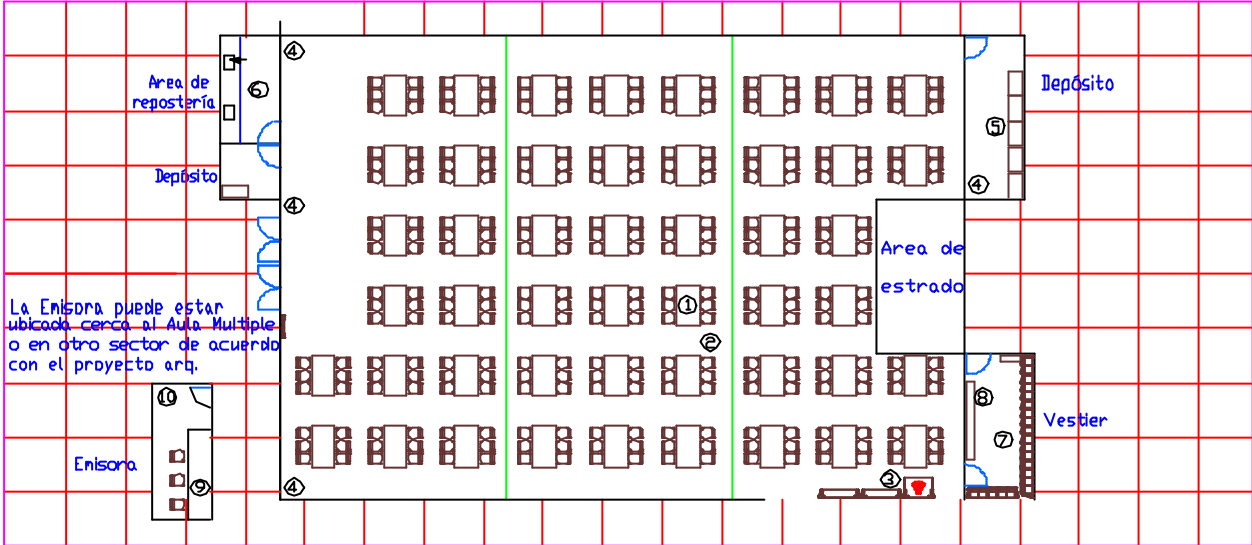 4
Area de
repostería
6
Depósito
5
4
Depósito
4
Area de
estrado
La Emisora puede estar
ubicada cerca al Aula Multiple
o en otro sector de acuerdo
con el proyecto arq.
1
2
10
8
Vestier
7
Emisora
9
3
4